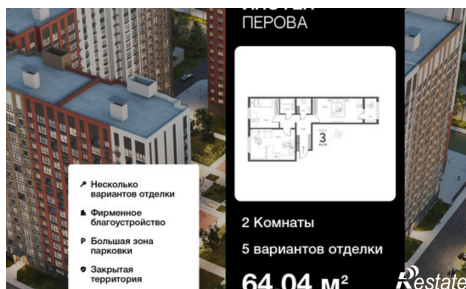 ПЕРОВА
3
Несколько
вариантов отделки
Фирменное
благоустройство
P Большая зона
парковки
Закрытая
территория
2 Комнаты
5 вариантов отделки
64.04 м²
Restate